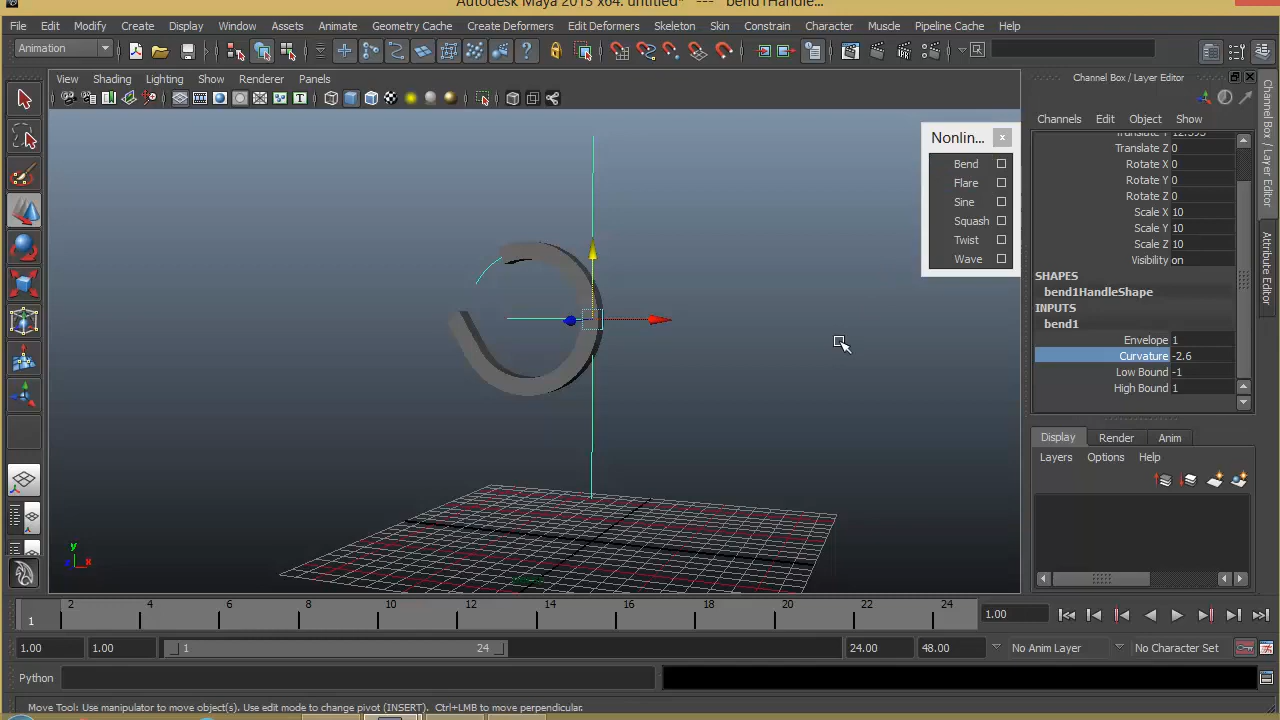 Autodesk Maya 2013 x64: untitled* --- bend1Handle...
File Edit Modify Create Display Window Assets Animate Geometry Cache Create Deformers Edit Deformers Skeleton Skin Constrain Character Muscle Pipeline Cache Help
Animation
View Shading Lighting Show Renderer Panels
Channel Box / Layer Editor
Channels Edit Object Show
Translate Y 12.595
Translate Z 0
Rotate X 0
Rotate Y 0
Rotate Z 0
Scale X 10
Scale Y 10
Scale Z 10
Visibility on
SHAPES
bend1HandleShape
INPUTS
bend1
Envelope 1
Curvature -2.6
Low Bound -1
High Bound 1
Nonlin... x
Bend
Flare
Sine
Squash
Twist
Wave
Channel Box / Layer Editor
Attribute Editor
Display Render Anim
Layers Options Help
y
z x
1 2 4 6 8 10 12 14 16 18 20 22 24
1.00
1.00 1.00 1 24 24.00 48.00 No Anim Layer No Character Set
Python
Move Tool: Use manipulator to move object(s). Use edit mode to change pivot (INSERT). Ctrl+LMB to move perpendicular.